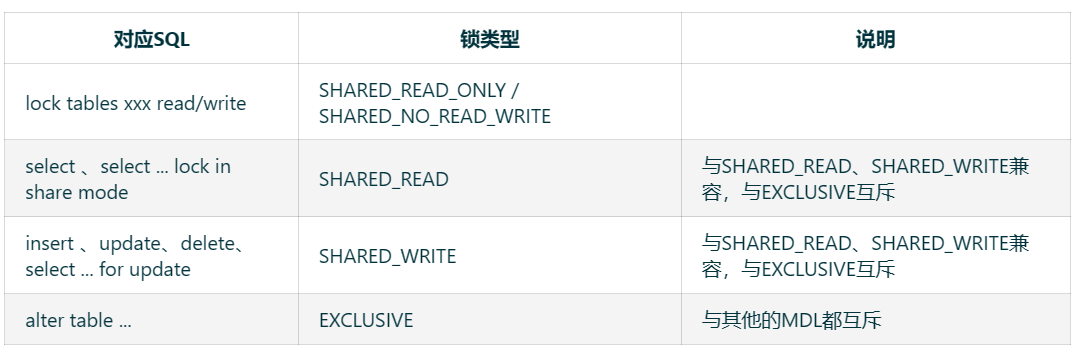 对应SQL 锁类型 说明
lock tables xxx read/write
SHARED_READ_ONLY /
SHARED_NO_READ_WRITE
select 、select ... lock in
share mode
SHARED_READ
与SHARED_READ、SHARED_WRITE兼
容，与EXCLUSIVE互斥
insert 、update、delete、
select ... for update
SHARED_WRITE
与SHARED_READ、SHARED_WRITE兼
容，与EXCLUSIVE互斥
alter table ...
EXCLUSIVE
与其他的MDL都互斥